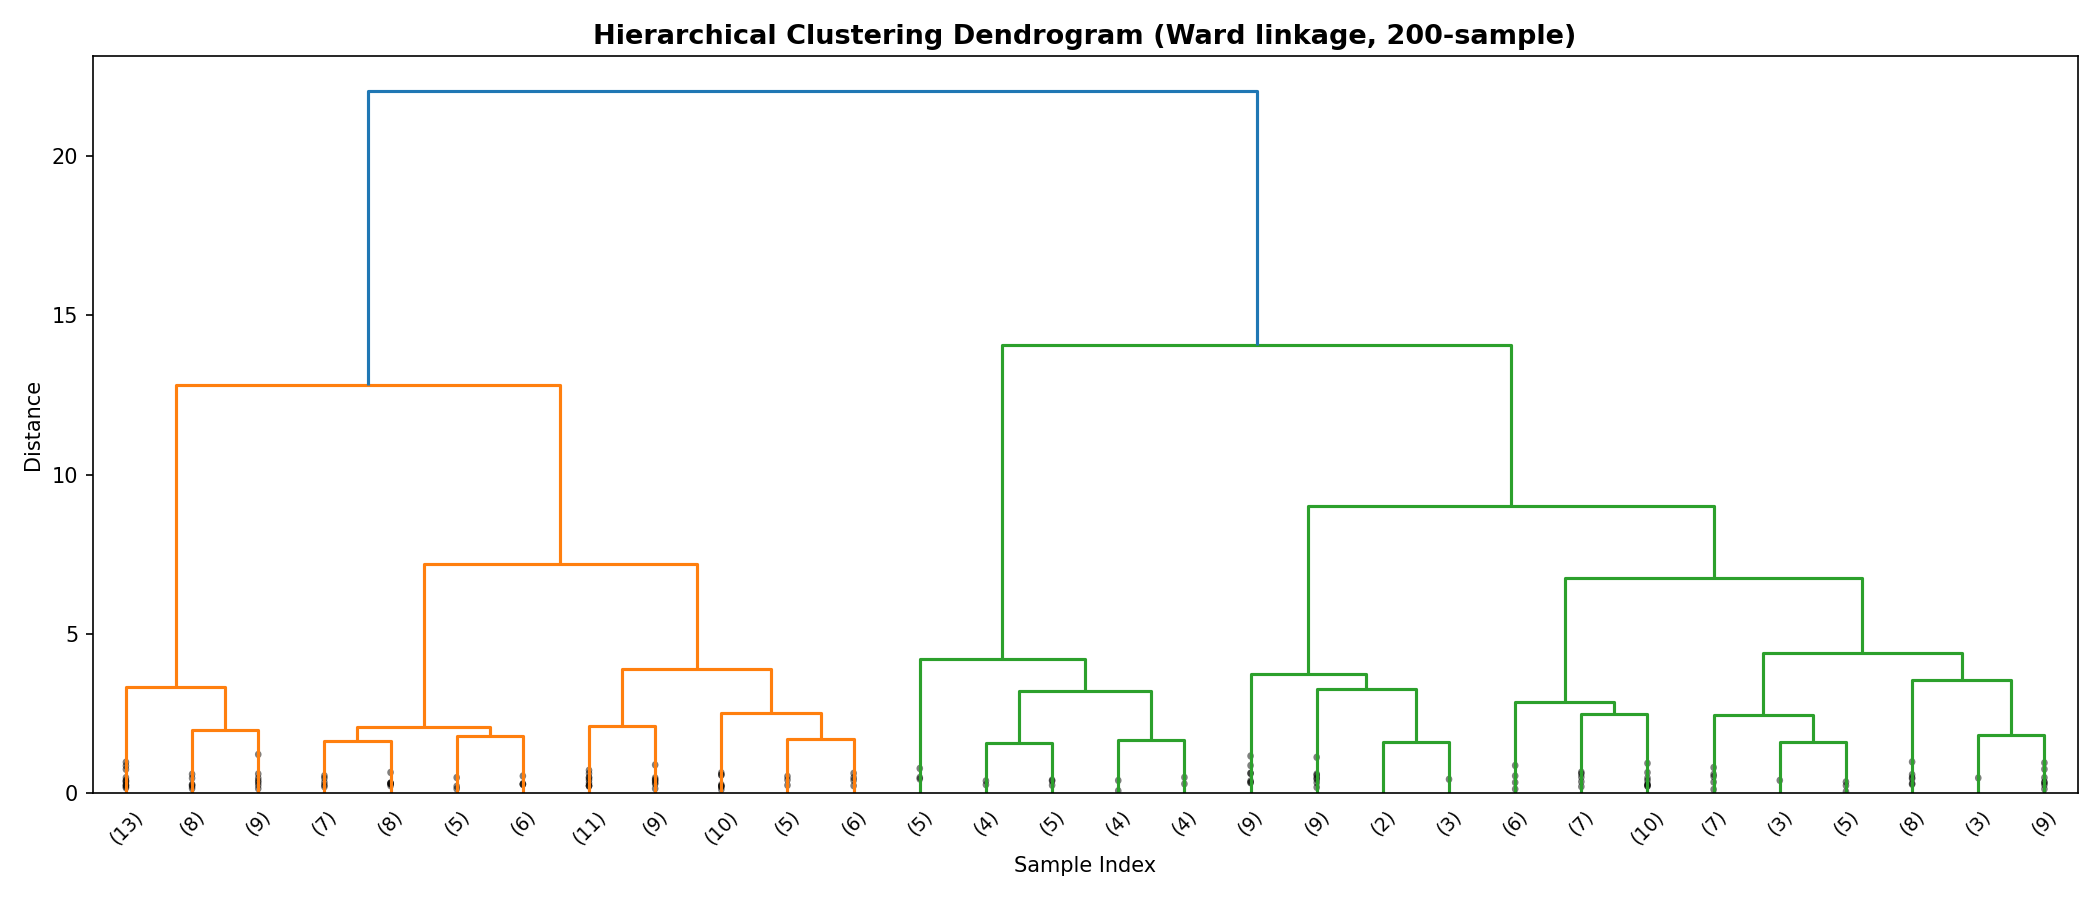 Hierarchical Clustering Dendrogram (Ward linkage, 200-sample)
Distance
20
15
10
5
0
(13) (8) (9) (7) (8) (5) (6) (11) (9) (10) (5) (6) (5) (4) (5) (4) (4) (9) (9) (2) (3) (6) (7) (10) (7) (3) (5) (8) (3) (9)
Sample Index